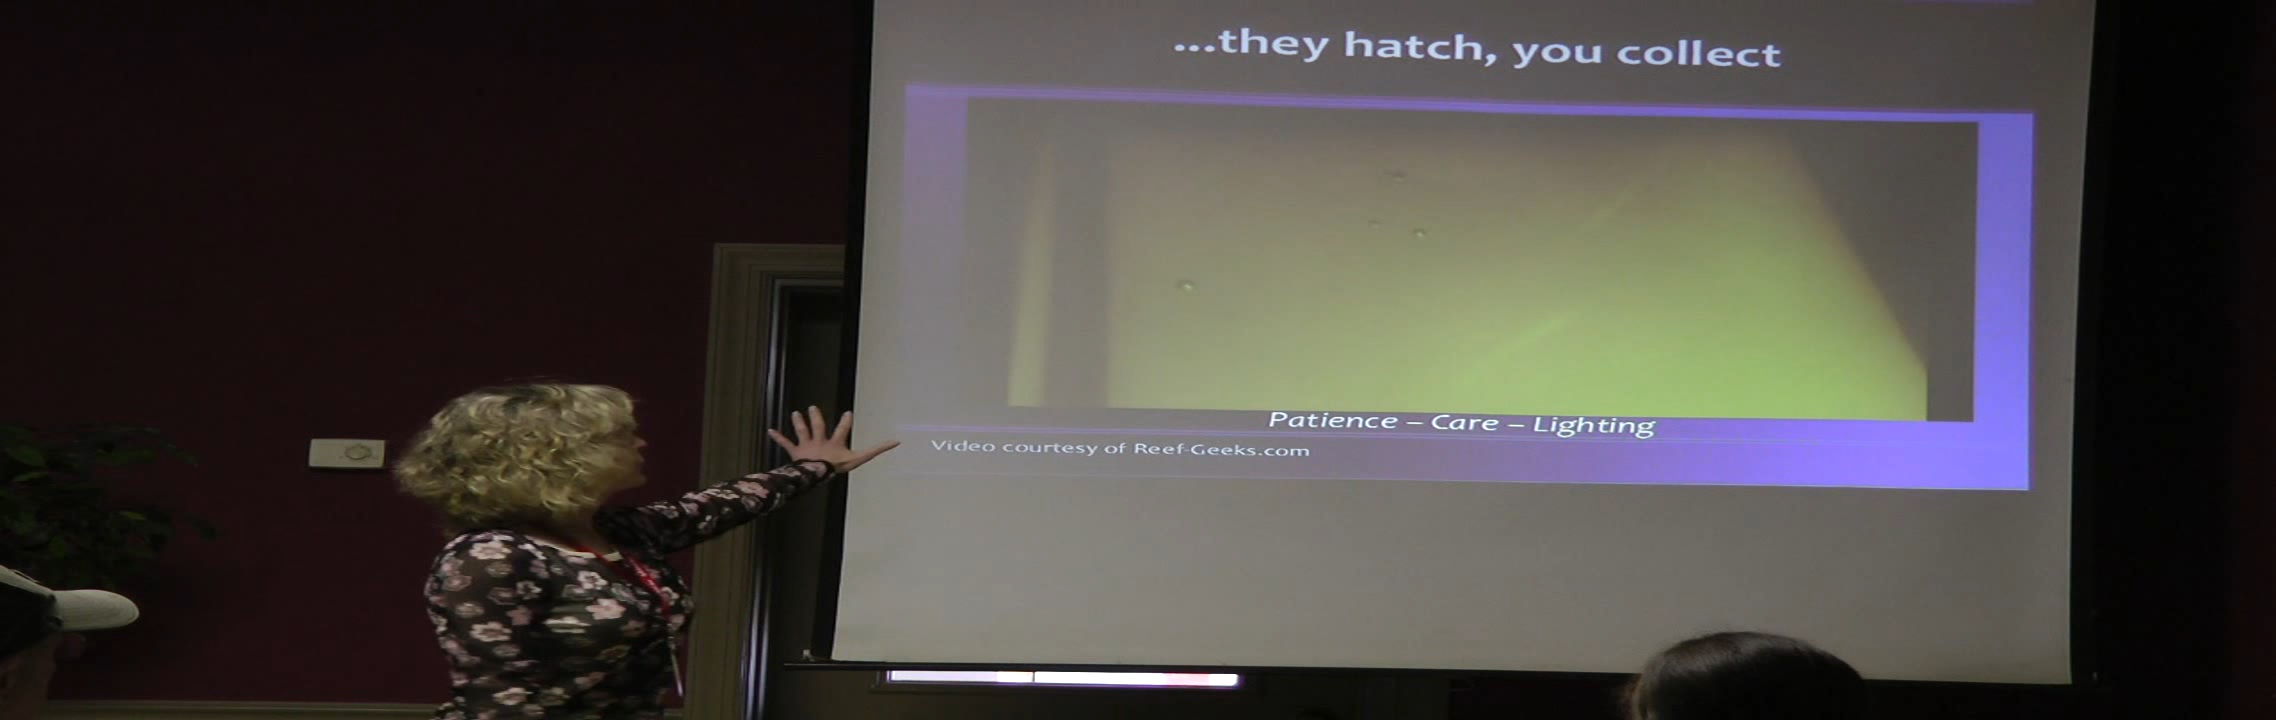 ...they hatch, you collect
Patience – Care – Lighting
Video courtesy of Reef-Geeks.com